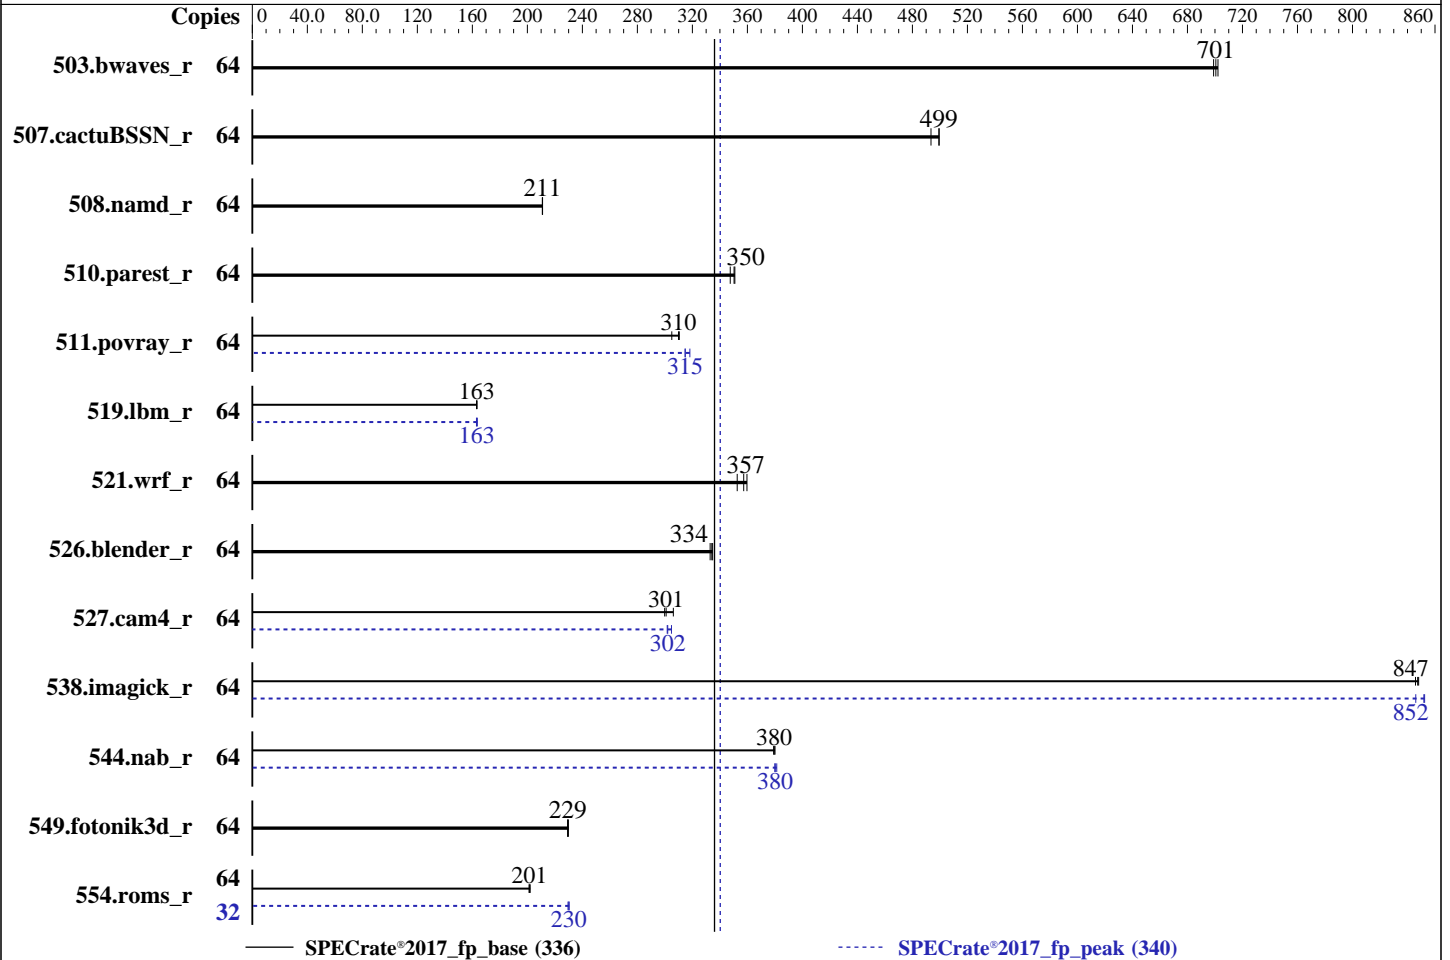 Copies 0 40.0 80.0 120 160 200 240 280 320 360 400 440 480 520 560 600 640 680 720 760 800 860
503.bwaves_r 64 701
507.cactuBSSN_r 64 499
508.namd_r 64 211
510.parest_r 64 350
511.povray_r 64 310
315
519.lbm_r 64 163
163
521.wrf_r 64 357
526.blender_r 64 334
527.cam4_r 64 301
302
538.imagick_r 64 847
852
544.nab_r 64 380
380
549.fotonik3d_r 64 229
554.roms_r 64 201
32 230
SPECrate®2017_fp_base (336) SPECrate®2017_fp_peak (340)